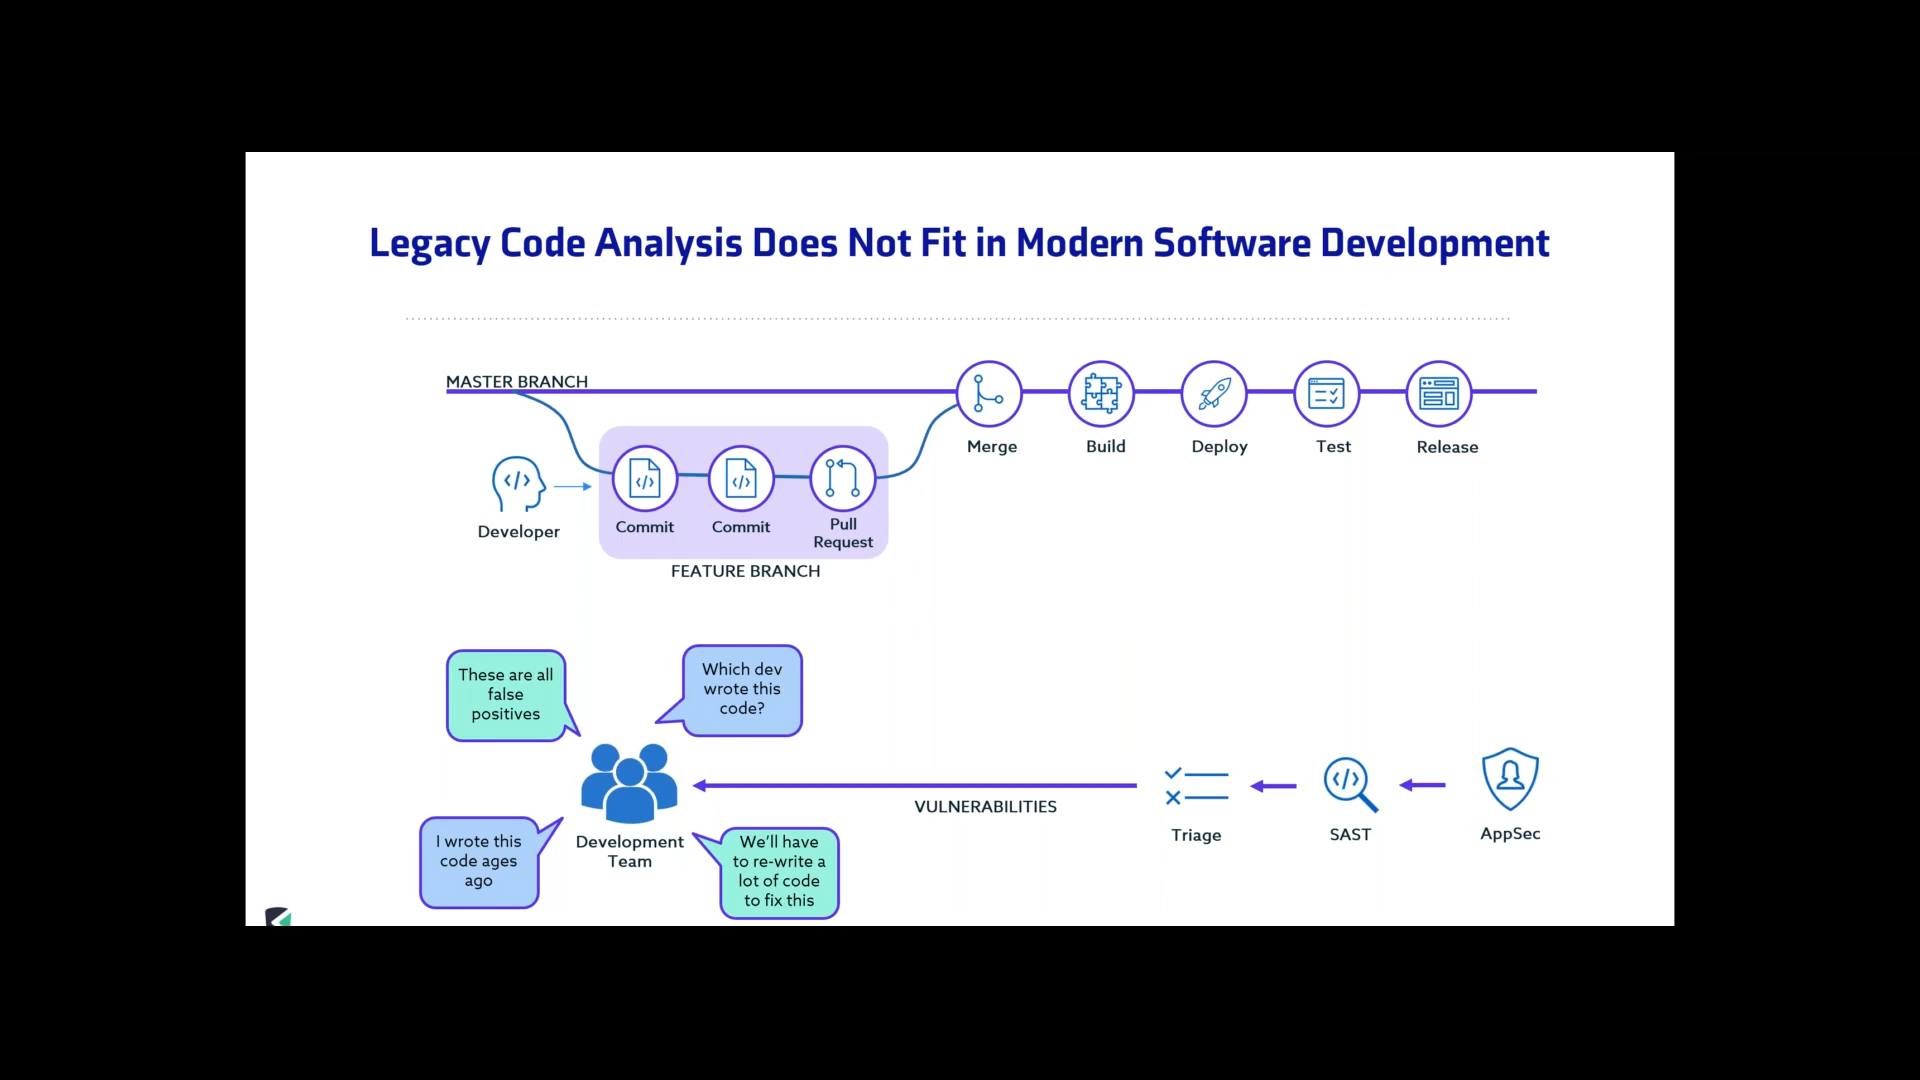 Legacy Code Analysis Does Not Fit in Modern Software Development
MASTER BRANCH
Merge
Build
Deploy
Test
Release
Developer
Commit
Commit
Pull
Request
FEATURE BRANCH
These are all
false
positives
Which dev
wrote this
code?
I wrote this
code ages
ago
Development
Team
We'll have
to re-write a
lot of code
to fix this
VULNERABILITIES
Triage
SAST
AppSec